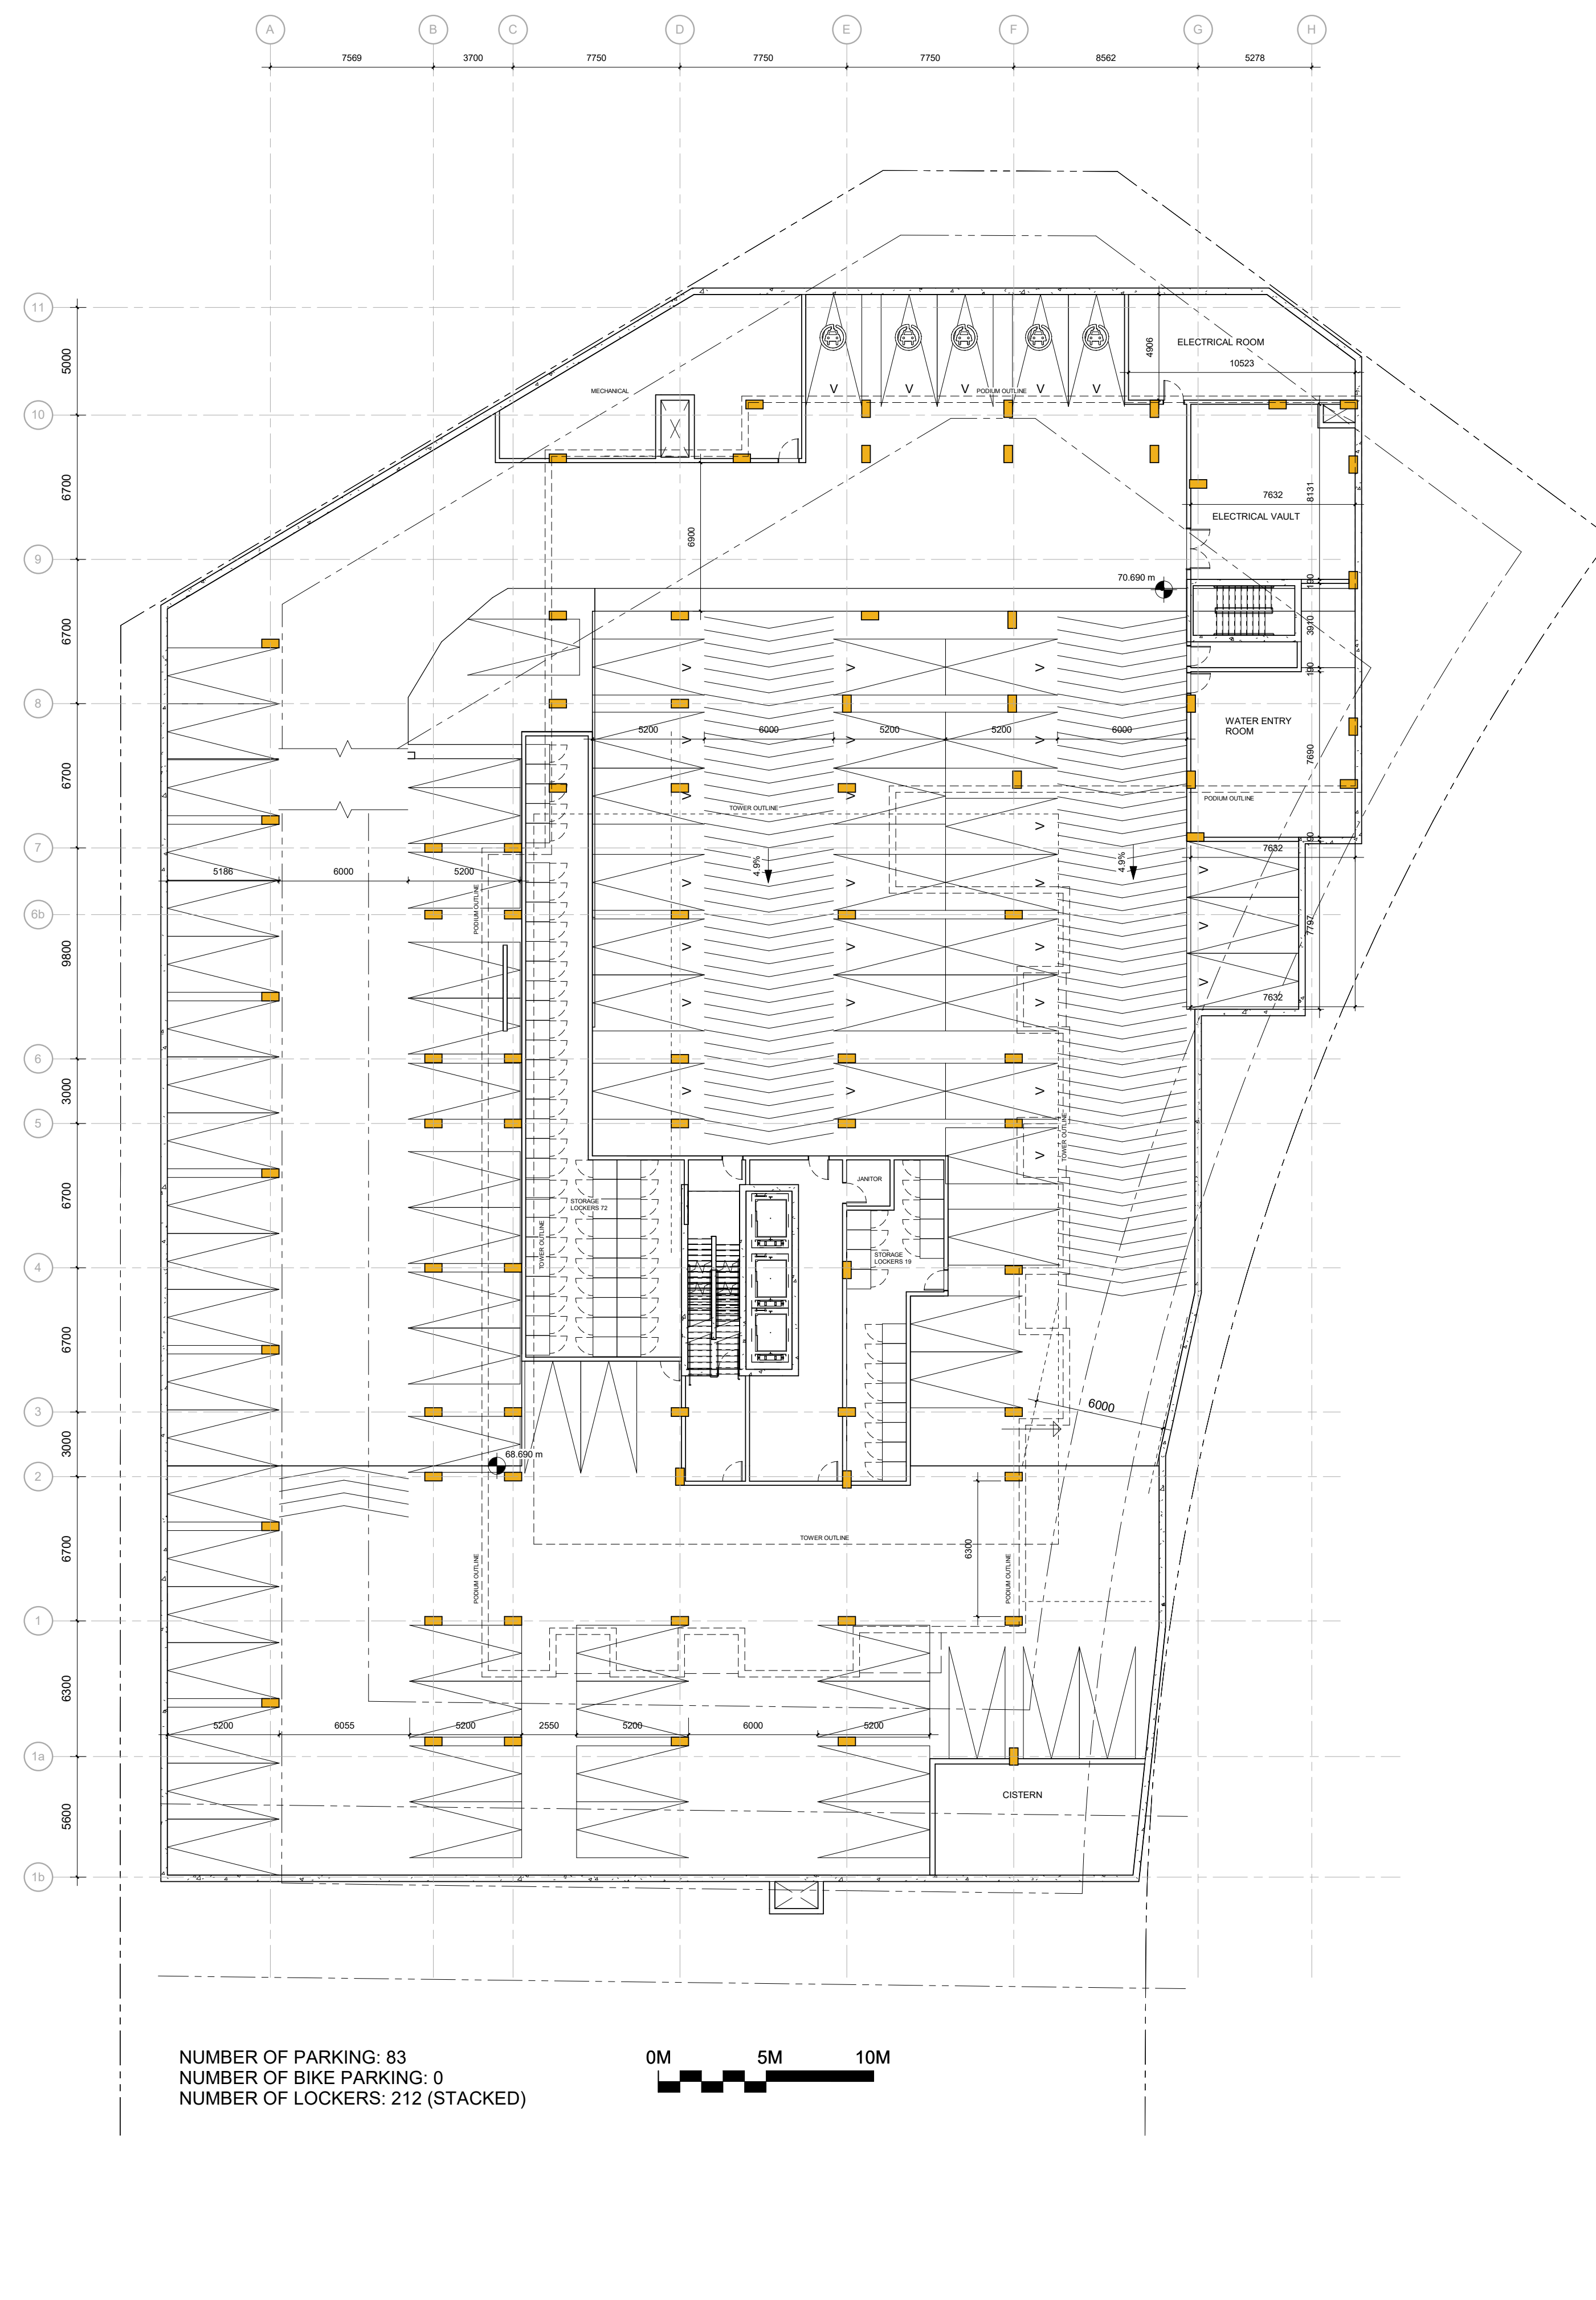 A B C D E F G H
7569 3700 7750 7750 7750 8562 5278
11
5000
4906
ELECTRICAL ROOM
10523
MECHANICAL
V V V V V
PODIUM OUTLINE
10
6700
6900
7632
8131
ELECTRICAL VAULT
9
70.690 m
190
6700
3910
V V V
190
8
WATER ENTRY
ROOM
5200 6000 5200 5200 6000
V V V
6700
7690
V V
TOWER OUTLINE
PODIUM OUTLINE
V
190
7
7632
4.9%
4.9%
5186 6000 5200
V V V V
PODIUM OUTLINE
6b
7797
V
9800
V V V
V
7632
V V V
6
3000
V V V
5
TOWER OUTLINE
V
6700
JANITOR
STORAGE
LOCKERS 72
TOWER OUTLINE
STORAGE
LOCKERS 19
4
6700
6000
3
3000
68.690 m
2
TOWER OUTLINE
6700
6300
PODIUM OUTLINE
PODIUM OUTLINE
1
6300
5200 6055 5200 2550 5200 6000 5200
1a
CISTERN
5600
1b
NUMBER OF PARKING: 83
NUMBER OF BIKE PARKING: 0
NUMBER OF LOCKERS: 212 (STACKED)
0M 5M 10M